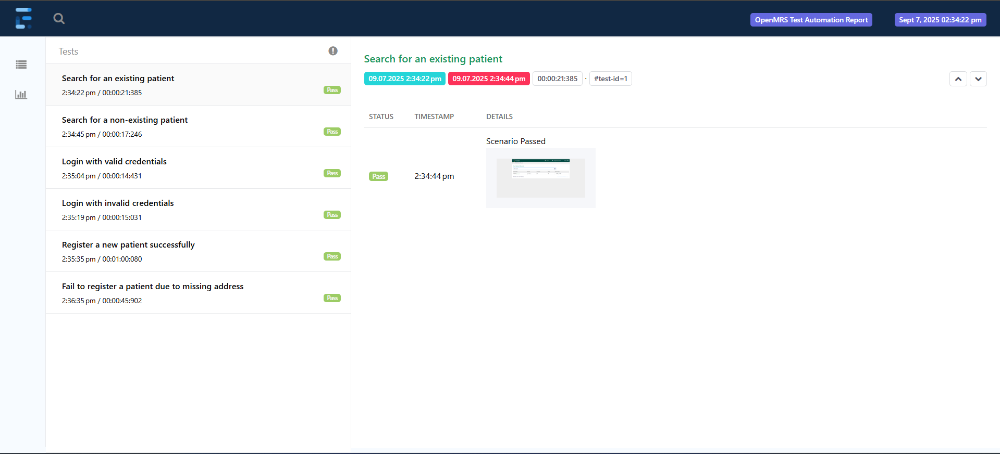 OpenMRS Test Automation Report
Sept 7, 2025 02:34:22 pm
Tests
Search for an existing patient
2:34:22 pm / 00:00:21:385
Pass
Search for a non-existing patient
2:34:45 pm / 00:00:17:246
Pass
Login with valid credentials
2:35:04 pm / 00:00:14:431
Pass
Login with invalid credentials
2:35:19 pm / 00:00:15:031
Pass
Register a new patient successfully
2:35:35 pm / 00:01:00:080
Pass
Fail to register a patient due to missing address
2:36:35 pm / 00:00:45:902
Pass
Search for an existing patient
09.07.2025 2:34:22 pm 09.07.2025 2:34:44 pm 00:00:21:385 · #test-id=1
STATUS TIMESTAMP DETAILS
Scenario Passed
Pass 2:34:44 pm